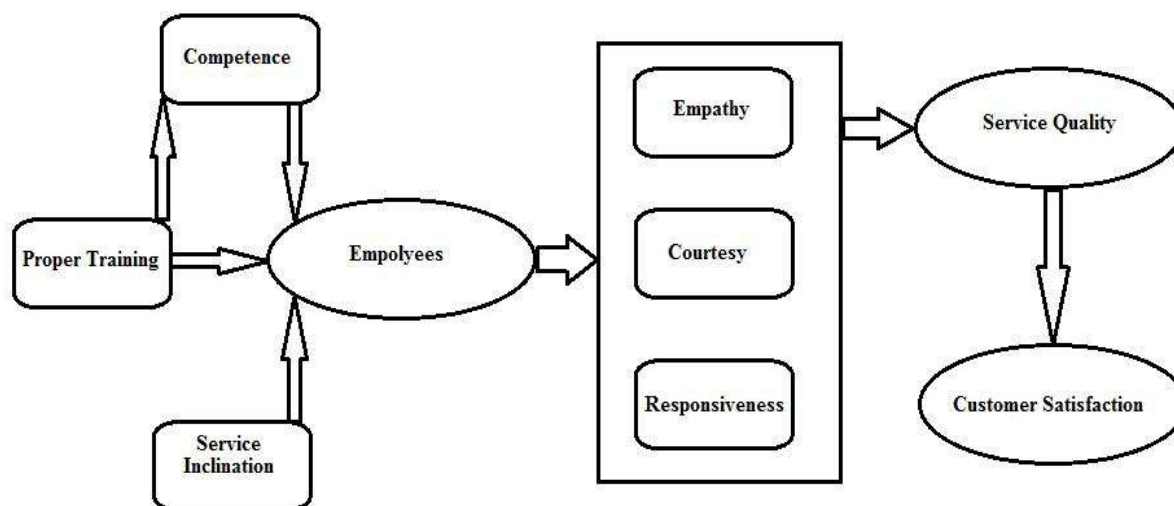 Competence
Empathy
Service Quality
Proper Training
Empolyees
Courtesy
Responsiveness
Customer Satisfaction
Service
Inclination